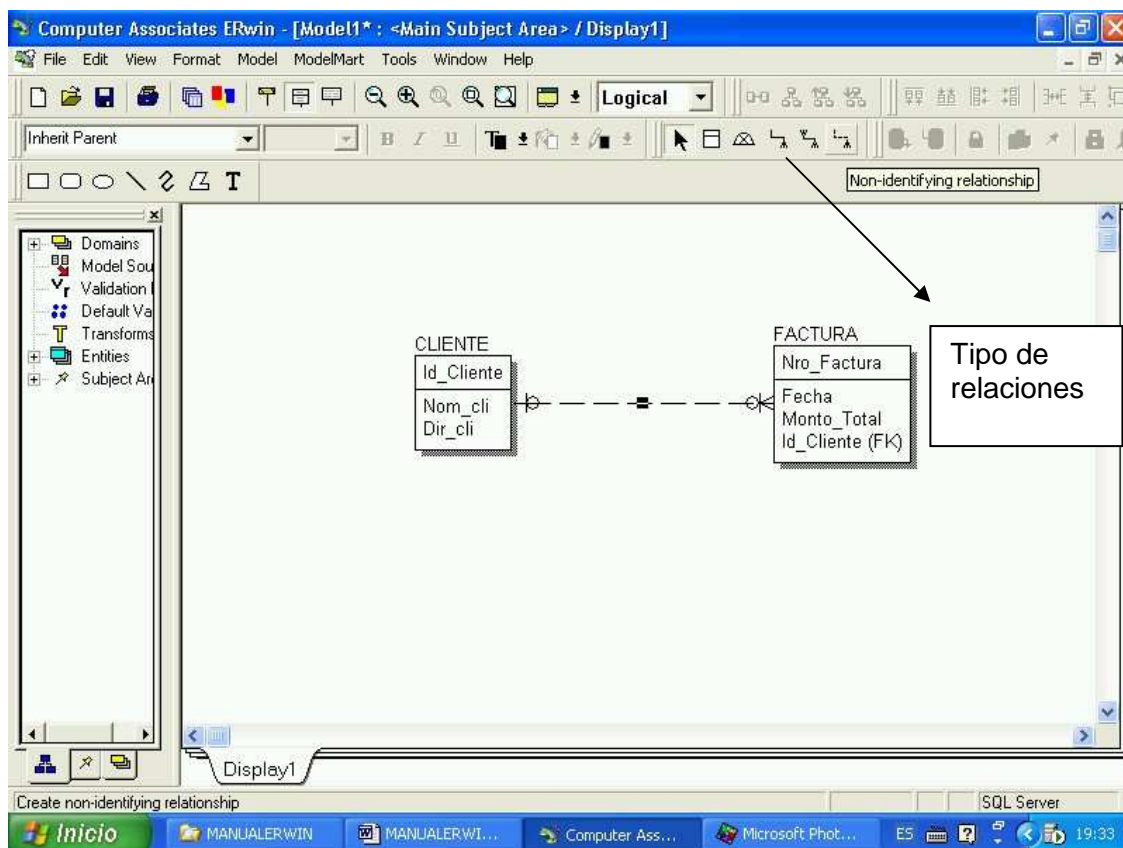 Computer Associates ERwin - [Model1* : <Main Subject Area> / Display1]
File Edit View Format Model ModelMart Tools Window Help
Logical
Inherit Parent
B I U
T
Non-identifying relationship
Domains
Model Sou
Validation
Default Va
Transforms
Entities
Subject Ar
CLIENTE
Id_Cliente
Nom_cli
Dir_cli
FACTURA
Nro_Factura
Fecha
Monto_Total
Id_Cliente (FK)
Tipo de
relaciones
Display1
Create non-identifying relationship
SQL Server
Inicio
MANUALERWIN
MANUALERWI...
Computer Ass...
Microsoft Phot...
ES
19:33